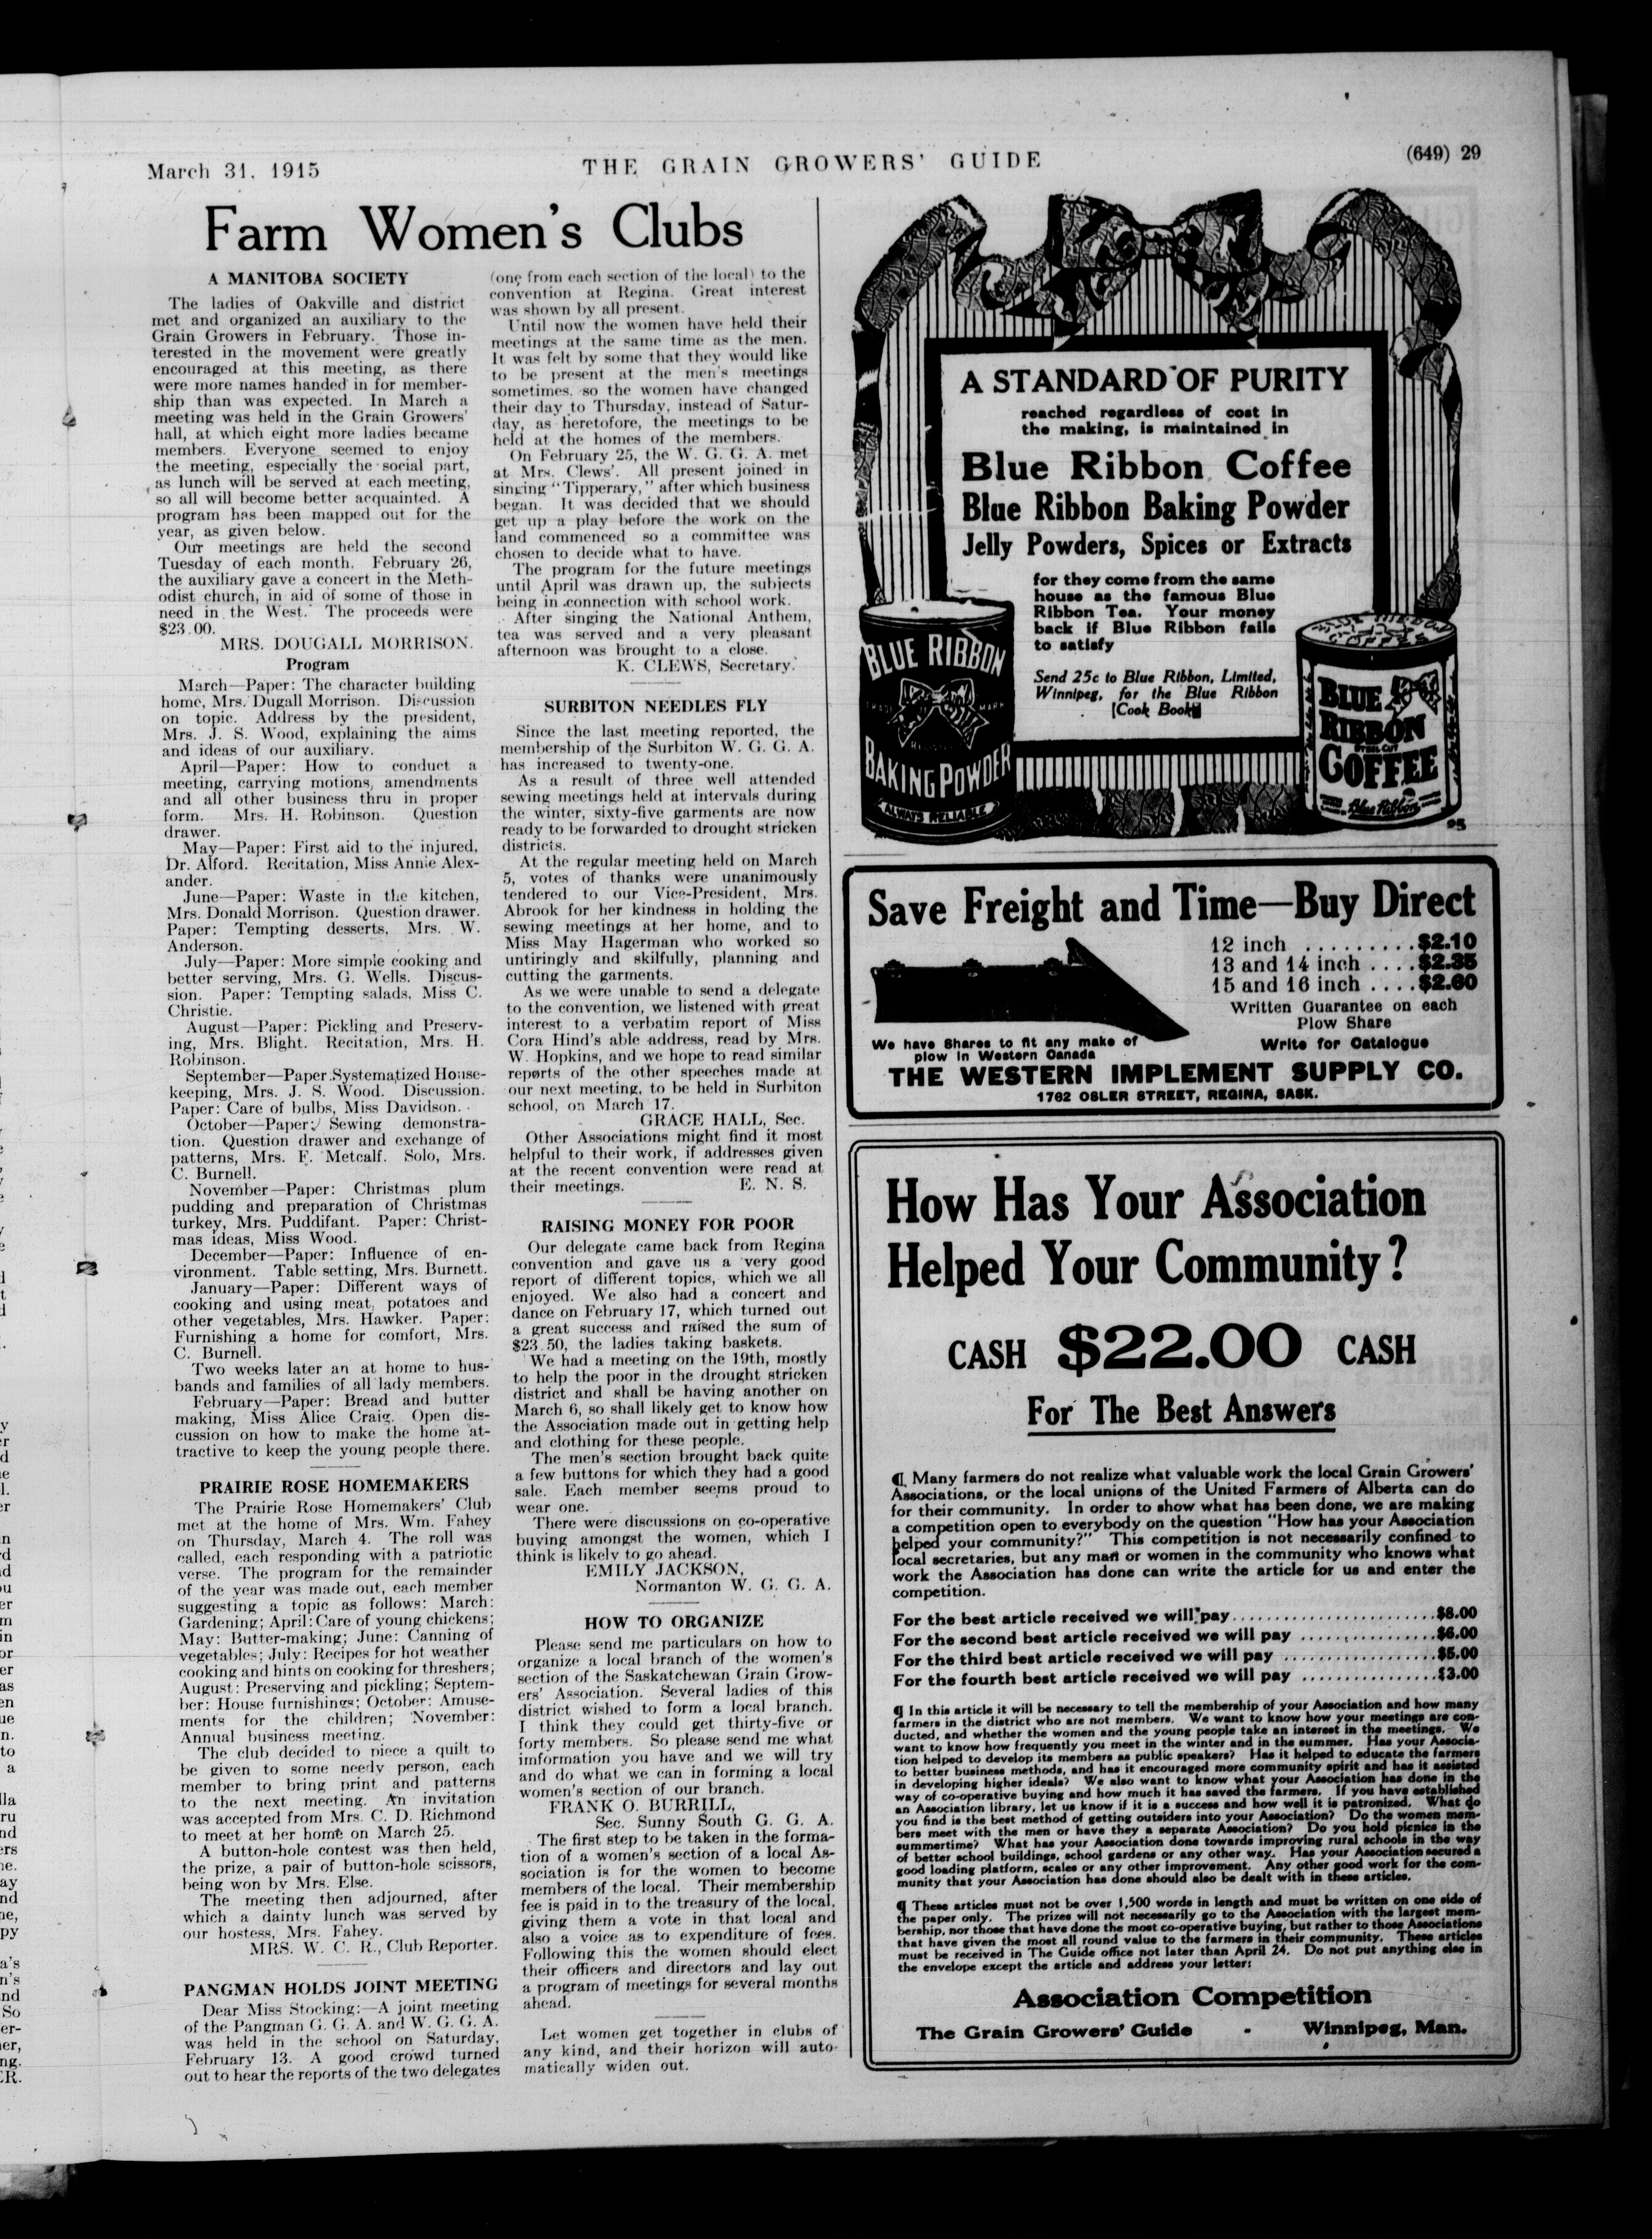 March 31, 1915
THE GRAIN GROWERS' GUIDE
(649) 29
Farm Women's Clubs
A MANITOBA SOCIETY
The ladies of Oakville and district
met and organized an auxiliary to the
Grain Growers in February. Those in-
terested in the movement were greatly
encouraged at this meeting, as there
were more names handed in for member-
ship than was expected. In March a
meeting was held in the Grain Growers'
hall, at which eight more ladies became
members. Everyone seemed to enjoy
the meeting, especially the social part,
as lunch will be served at each meeting,
so all will become better acquainted. A
program has been mapped out for the
year, as given below.
Our meetings are held the second
Tuesday of each month. February 26,
the auxiliary gave a concert in the Meth-
odist church, in aid of some of those in
need in the West. The proceeds were
$23.00.
MRS. DOUGALL MORRISON.
Program
March—Paper: The character building
home, Mrs. Dugall Morrison. Discussion
on topic. Address by the president,
Mrs. J. S. Wood, explaining the aims
and ideas of our auxiliary.
April—Paper: How to conduct a
meeting, carrying motions, amendments
and all other business thru in proper
form. Mrs. H. Robinson. Question
drawer.
May—Paper: First aid to the injured,
Dr. Alford. Recitation, Miss Annie Alex-
ander.
June—Paper: Waste in the kitchen,
Mrs. Donald Morrison. Question drawer.
Paper: Tempting desserts, Mrs. W.
Anderson.
July—Paper: More simple cooking and
better serving, Mrs. G. Wells. Discus-
sion. Paper: Tempting salads, Miss C.
Christie.
August—Paper: Pickling and Preserv-
ing, Mrs. Blight. Recitation, Mrs. H.
Robinson.
September—Paper Systematized House-
keeping, Mrs. J. S. Wood. Discussion.
Paper: Care of bulbs, Miss Davidson.
October—Paper: Sewing demonstra-
tion. Question drawer and exchange of
patterns, Mrs. F. Metcalf. Solo, Mrs.
C. Burnell.
November—Paper: Christmas plum
pudding and preparation of Christmas
turkey, Mrs. Puddifant. Paper: Christ-
mas ideas, Miss Wood.
December—Paper: Influence of en-
vironment. Table setting, Mrs. Burnett.
January—Paper: Different ways of
cooking and using meat, potatoes and
other vegetables, Mrs. Hawker. Paper:
Furnishing a home for comfort, Mrs.
C. Burnell.
Two weeks later an at home to hus-
bands and families of all lady members.
February—Paper: Bread and butter
making, Miss Alice Craig. Open dis-
cussion on how to make the home at-
tractive to keep the young people there.
PRAIRIE ROSE HOMEMAKERS
The Prairie Rose Homemakers' Club
met at the home of Mrs. Wm. Fahey
on Thursday, March 4. The roll was
called, each responding with a patriotic
verse. The program for the remainder
of the year was made out, each member
suggesting a topic as follows: March:
Gardening; April: Care of young chickens;
May: Butter-making; June: Canning of
vegetables; July: Recipes for hot weather
cooking and hints on cooking for threshers;
August: Preserving and pickling; Septem-
ber: House furnishings; October: Amuse-
ments for the children; November:
Annual business meeting.
The club decided to piece a quilt to
be given to some needy person, each
member to bring print and patterns
to the next meeting. An invitation
was accepted from Mrs. C. D. Richmond
to meet at her home on March 25.
A button-hole contest was then held,
the prize, a pair of button-hole scissors,
being won by Mrs. Else.
The meeting then adjourned, after
which a dainty lunch was served by
our hostess, Mrs. Fahey.
MRS. W. C. R., Club Reporter.
PANGMAN HOLDS JOINT MEETING
Dear Miss Stocking:—A joint meeting
of the Pangman G. G. A. and W. G. G. A.
was held in the school on Saturday,
February 13. A good crowd turned
out to hear the reports of the two delegates
(one from each section of the local) to the
convention at Regina. Great interest
was shown by all present.
Until now the women have held their
meetings at the same time as the men.
It was felt by some that they would like
to be present at the men's meetings
sometimes, so the women have changed
their day to Thursday, instead of Satur-
day, as heretofore, the meetings to be
held at the homes of the members.
On February 25, the W. G. G. A. met
at Mrs. Clews'. All present joined in
singing "Tipperary," after which business
began. It was decided that we should
get up a play before the work on the
land commenced so a committee was
chosen to decide what to have.
The program for the future meetings
until April was drawn up, the subjects
being in connection with school work.
After singing the National Anthem,
tea was served and a very pleasant
afternoon was brought to a close.
K. CLEWS, Secretary.
SURBITON NEEDLES FLY
Since the last meeting reported, the
membership of the Surbiton W. G. G. A.
has increased to twenty-one.
As a result of three well attended
sewing meetings held at intervals during
the winter, sixty-five garments are now
ready to be forwarded to drought stricken
districts.
At the regular meeting held on March
5, votes of thanks were unanimously
tendered to our Vice-President, Mrs.
Abrook for her kindness in holding the
sewing meetings at her home, and to
Miss May Hagerman who worked so
untiringly and skilfully, planning and
cutting the garments.
As we were unable to send a delegate
to the convention, we listened with great
interest to a verbatim report of Miss
Cora Hind's able address, read by Mrs.
W. Hopkins, and we hope to read similar
reports of the other speeches made at
our next meeting, to be held in Surbiton
school, on March 17.
GRACE HALL, Sec.
Other Associations might find it most
helpful to their work, if addresses given
at the recent convention were read at
their meetings. E. N. S.
RAISING MONEY FOR POOR
Our delegate came back from Regina
convention and gave us a very good
report of different topics, which we all
enjoyed. We also had a concert and
dance on February 17, which turned out
a great success and raised the sum of
$23.50, the ladies taking baskets.
We had a meeting on the 19th, mostly
to help the poor in the drought stricken
district and shall be having another on
March 6, so shall likely get to know how
the Association made out in getting help
and clothing for these people.
The men's section brought back quite
a few buttons for which they had a good
sale. Each member seems proud to
wear one.
There were discussions on co-operative
buying amongst the women, which I
think is likely to go ahead.
EMILY JACKSON,
Normanton W. G. G. A.
HOW TO ORGANIZE
Please send me particulars on how to
organize a local branch of the women's
section of the Saskatchewan Grain Grow-
ers' Association. Several ladies of this
district wished to form a local branch.
I think they could get thirty-five or
forty members. So please send me what
imformation you have and we will try
and do what we can in forming a local
women's section of our branch.
FRANK O. BURRILL,
Sec. Sunny South G. G. A.
The first step to be taken in the forma-
tion of a women's section of a local As-
sociation is for the women to become
members of the local. Their membership
fee is paid in to the treasury of the local,
giving them a vote in that local and
also a voice as to expenditure of fees.
Following this the women should elect
their officers and directors and lay out
a program of meetings for several months
ahead.
Let women get together in clubs of
any kind, and their horizon will auto-
matically widen out.
A STANDARD OF PURITY
reached regardless of cost in
the making, is maintained in
Blue Ribbon Coffee
Blue Ribbon Baking Powder
Jelly Powders, Spices or Extracts
for they come from the same
house as the famous Blue
Ribbon Tea. Your money
back if Blue Ribbon fails
to satisfy
Send 25c to Blue Ribbon, Limited,
Winnipeg, for the Blue Ribbon
Cook Book
BLUE RIBBON
TRADE MARK
BAKING POWDER
ALWAYS RELIABLE
BLUE
RIBBON
STEEL CUT
COFFEE
Blue Ribbon
95
Save Freight and Time—Buy Direct
12 inch .........$2.10
13 and 14 inch ....$2.35
15 and 16 inch ....$2.60
Written Guarantee on each
Plow Share
Write for Catalogue
We have Shares to fit any make of
plow in Western Canada
THE WESTERN IMPLEMENT SUPPLY CO.
1762 OSLER STREET, REGINA, SASK.
How Has Your Association
Helped Your Community?
CASH $22.00 CASH
For The Best Answers
¶ Many farmers do not realize what valuable work the local Grain Growers'
Associations, or the local unions of the United Farmers of Alberta can do
for their community. In order to show what has been done, we are making
a competition open to everybody on the question "How has your Association
helped your community?" This competition is not necessarily confined to
local secretaries, but any man or women in the community who knows what
work the Association has done can write the article for us and enter the
competition.
For the best article received we will pay........................$8.00
For the second best article received we will pay ................$6.00
For the third best article received we will pay ..................$5.00
For the fourth best article received we will pay ................$3.00
¶ In this article it will be necessary to tell the membership of your Association and how many
farmers in the district who are not members. We want to know how your meetings are con-
ducted, and whether the women and the young people take an interest in the meetings. We
want to know how frequently you meet in the winter and in the summer. Has your Associa-
tion helped to develop its members as public speakers? Has it helped to educate the farmers
to better business methods, and has it encouraged more community spirit and has it assisted
in developing higher ideals? We also want to know what your Association has done in the
way of co-operative buying and how much it has saved the farmers. If you have established
an Association library, let us know if it is a success and how well it is patronized. What do
you find is the best method of getting outsiders into your Association? Do the women mem-
bers meet with the men or have they a separate Association? Do you hold picnics in the
summertime? What has your Association done towards improving rural schools in the way
of better school buildings, school gardens or any other way. Has your Association secured a
good loading platform, scales or any other improvement. Any other good work for the com-
munity that your Association has done should also be dealt with in these articles.
¶ These articles must not be over 1,500 words in length and must be written on one side of
the paper only. The prizes will not necessarily go to the Association with the largest mem-
bership, nor those that have done the most co-operative buying, but rather to those Associations
that have given the most all round value to the farmers in their community. These articles
must be received in The Guide office not later than April 24. Do not put anything else in
the envelope except the article and address your letter:
Association Competition
The Grain Growers' Guide - Winnipeg, Man.